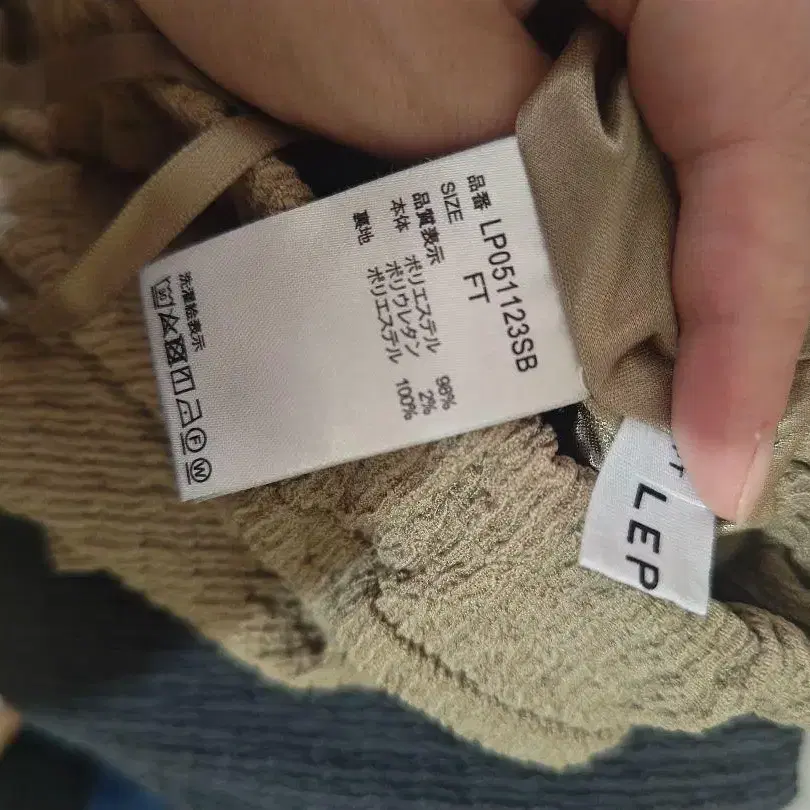 品番 LP051123SB
SIZE FT
品質表示
本体 ポリエステル 98%
ポリウレタン 2%
裏地 ポリエステル 100%
洗濯絵表示
F W
LEP